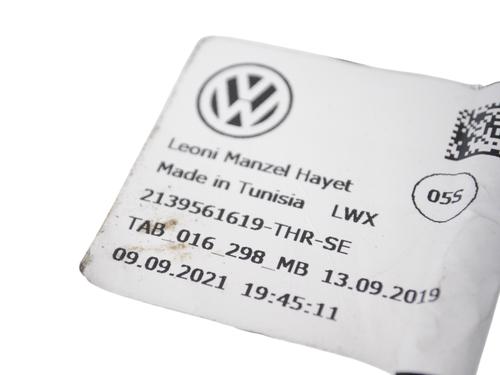 Leoni Manzel Hayet
Made in Tunisia LWX
05S
2139561619-THR-SE
TAB_016_298_MB 13.09.2019
09.09.2021 19:45:11